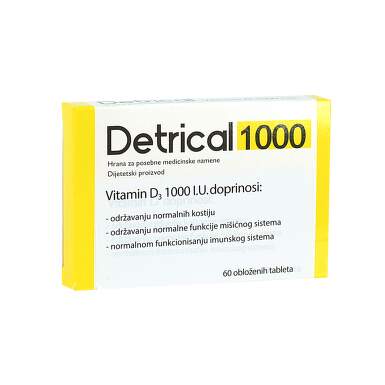 Detrical 1000
Hrana za posebne medicinske namene
Dijetetski proizvod
Vitamin D₃ 1000 I.U. doprinosi:
- održavanju normalnih kostiju
- održavanju normalne funkcije mišićnog sistema
- normalnom funkcionisanju imunskog sistema
60 obloženih tableta